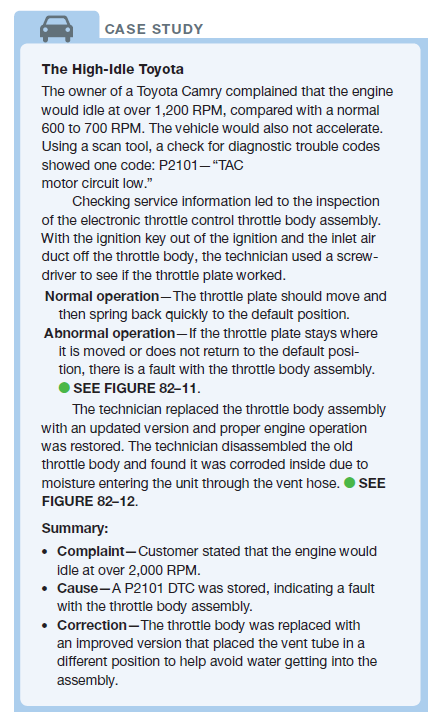 CASE STUDY
The High-Idle Toyota
The owner of a Toyota Camry complained that the engine
would idle at over 1,200 RPM, compared with a normal
600 to 700 RPM. The vehicle would also not accelerate.
Using a scan tool, a check for diagnostic trouble codes
showed one code: P2101—“TAC
motor circuit low.”
Checking service information led to the inspection
of the electronic throttle control throttle body assembly.
With the ignition key out of the ignition and the inlet air
duct off the throttle body, the technician used a screw-
driver to see if the throttle plate worked.
Normal operation—The throttle plate should move and
then spring back quickly to the default position.
Abnormal operation—If the throttle plate stays where
it is moved or does not return to the default posi-
tion, there is a fault with the throttle body assembly.
● SEE FIGURE 82–11.
The technician replaced the throttle body assembly
with an updated version and proper engine operation
was restored. The technician disassembled the old
throttle body and found it was corroded inside due to
moisture entering the unit through the vent hose. ● SEE
FIGURE 82–12.
Summary:
• Complaint—Customer stated that the engine would
idle at over 2,000 RPM.
• Cause—A P2101 DTC was stored, indicating a fault
with the throttle body assembly.
• Correction—The throttle body was replaced with
an improved version that placed the vent tube in a
different position to help avoid water getting into the
assembly.